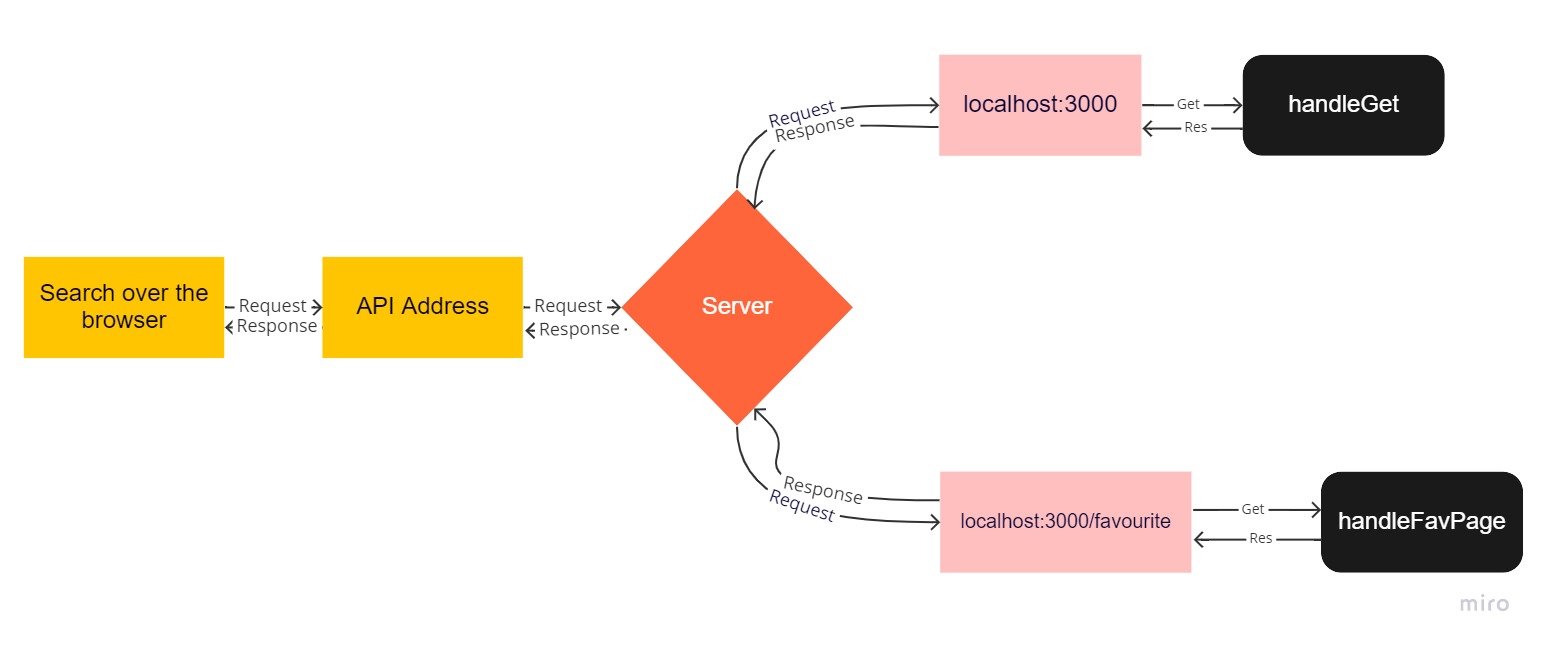 Request
Response
localhost:3000
Get
Res
handleGet
Search over the
browser
Request
Response
API Address
Request
Response
Server
Response
Request
localhost:3000/favourite
Get
Res
handleFavPage
miro